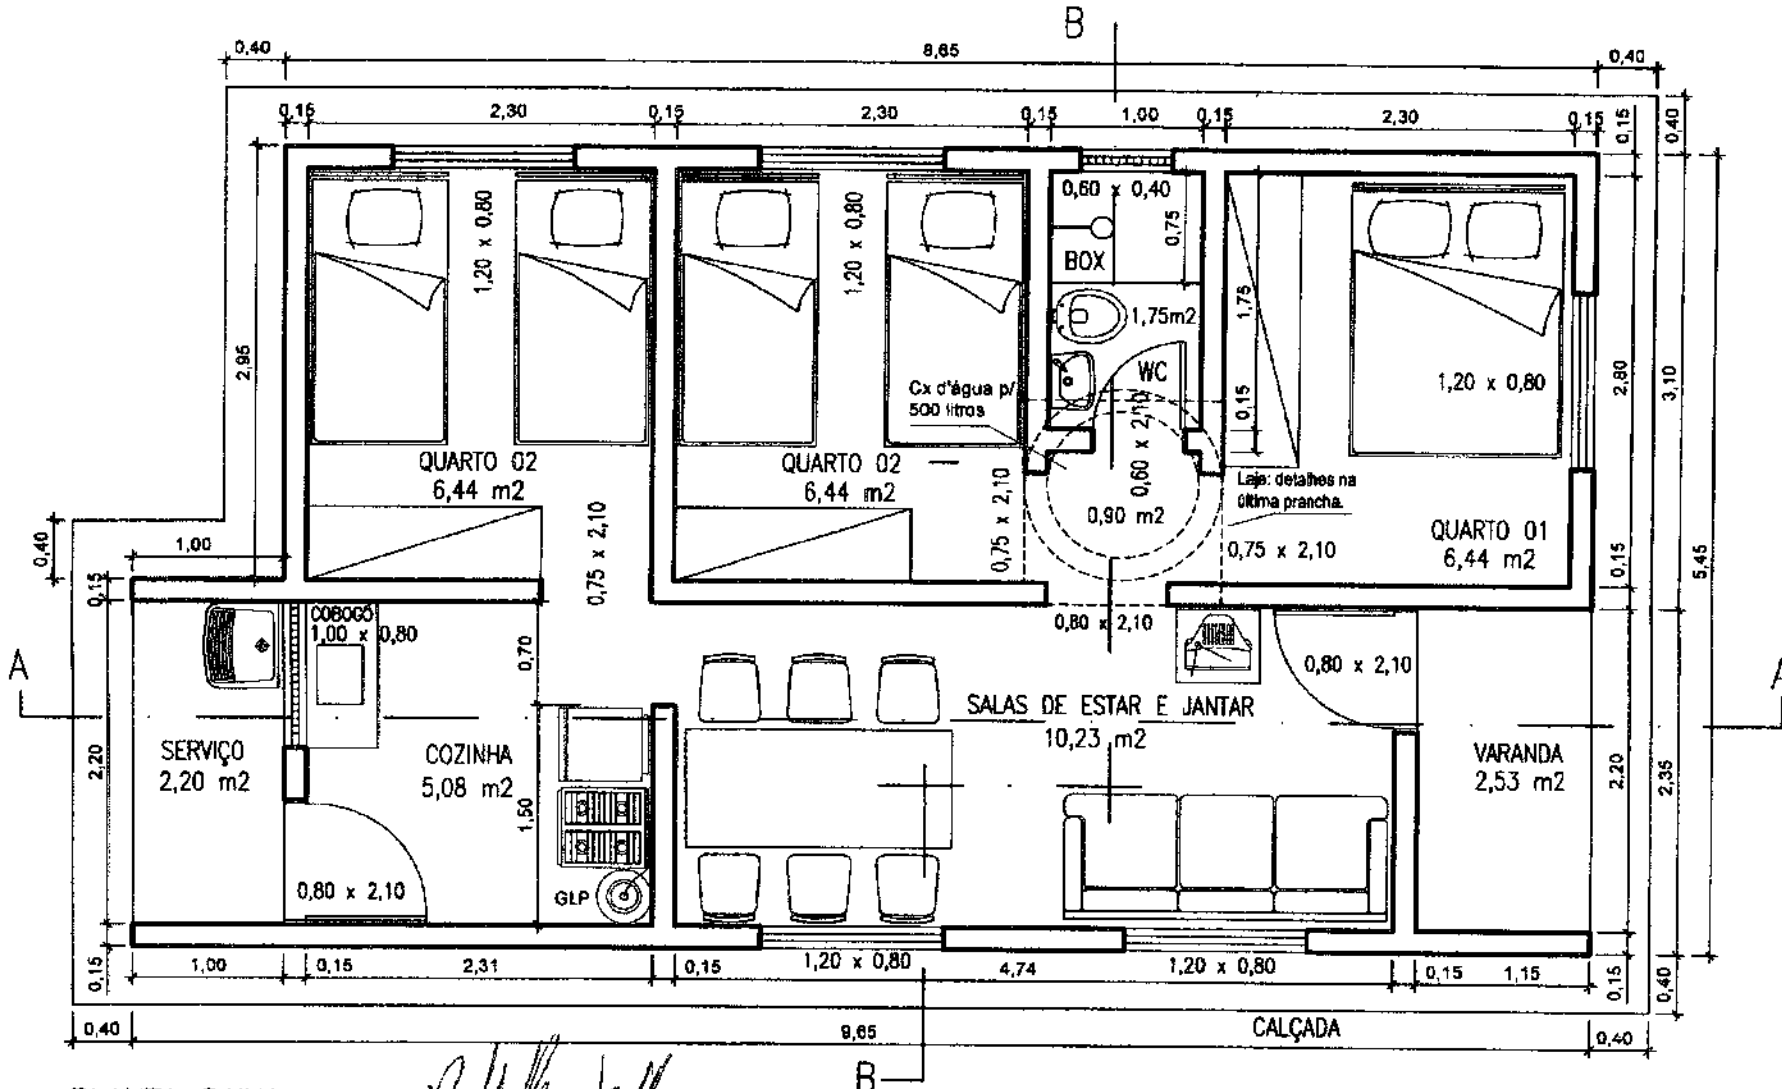 B
0,40
8,65
0,40
0,15
2,30
0,15
2,30
0,15
1,00
0,15
2,30
0,15
0,15
0,40
1,20 x 0,80
1,20 x 0,80
0,60 x 0,40
0,75
BOX
1,75m2
1,75
2,95
WC
1,20 x 0,80
2,80
3,10
Cx d'água p/
500 litros
0,15
0,60 x 2,10
QUARTO 02
6,44 m2
QUARTO 02
6,44 m2
Laje: detalhes na
última prancha.
0,75 x 2,10
0,75 x 2,10
0,90 m2
QUARTO 01
6,44 m2
0,75 x 2,10
0,40
1,00
0,15
0,15
5,45
COBOGÓ
1,00 x 0,80
0,80 x 2,10
0,70
0,80 x 2,10
A
A
SALAS DE ESTAR E JANTAR
10,23 m2
SERVIÇO
2,20 m2
COZINHA
5,08 m2
VARANDA
2,53 m2
2,20
1,50
2,20
2,35
0,80 x 2,10
GLP
0,15
1,00
0,15
2,31
0,15
1,20 x 0,80
4,74
1,20 x 0,80
0,15
1,15
0,15
0,40
0,40
9,65
CALÇADA
0,40
B